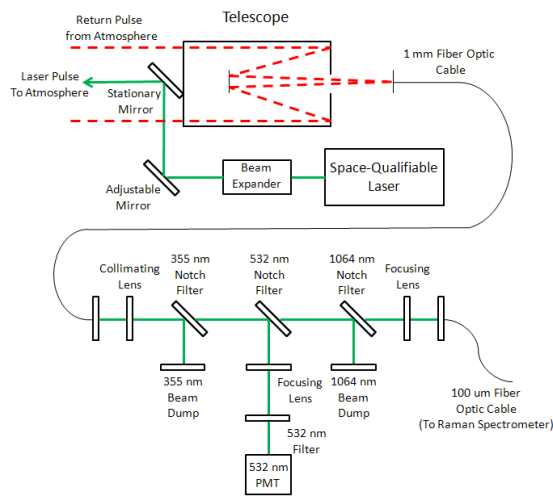 Return Pulse
from Atmosphere
Telescope
1 mm Fiber Optic
Cable
Laser Pulse
To Atmosphere
Stationary
Mirror
Adjustable
Mirror
Beam
Expander
Space-Qualifiable
Laser
Collimating
Lens
355 nm
Notch
Filter
532 nm
Notch
Filter
1064 nm
Notch
Filter
Focusing
Lens
355 nm
Beam
Dump
Focusing
Lens
1064 nm
Beam
Dump
100 um Fiber
Optic Cable
(To Raman Spectrometer)
532 nm
Filter
532 nm
PMT